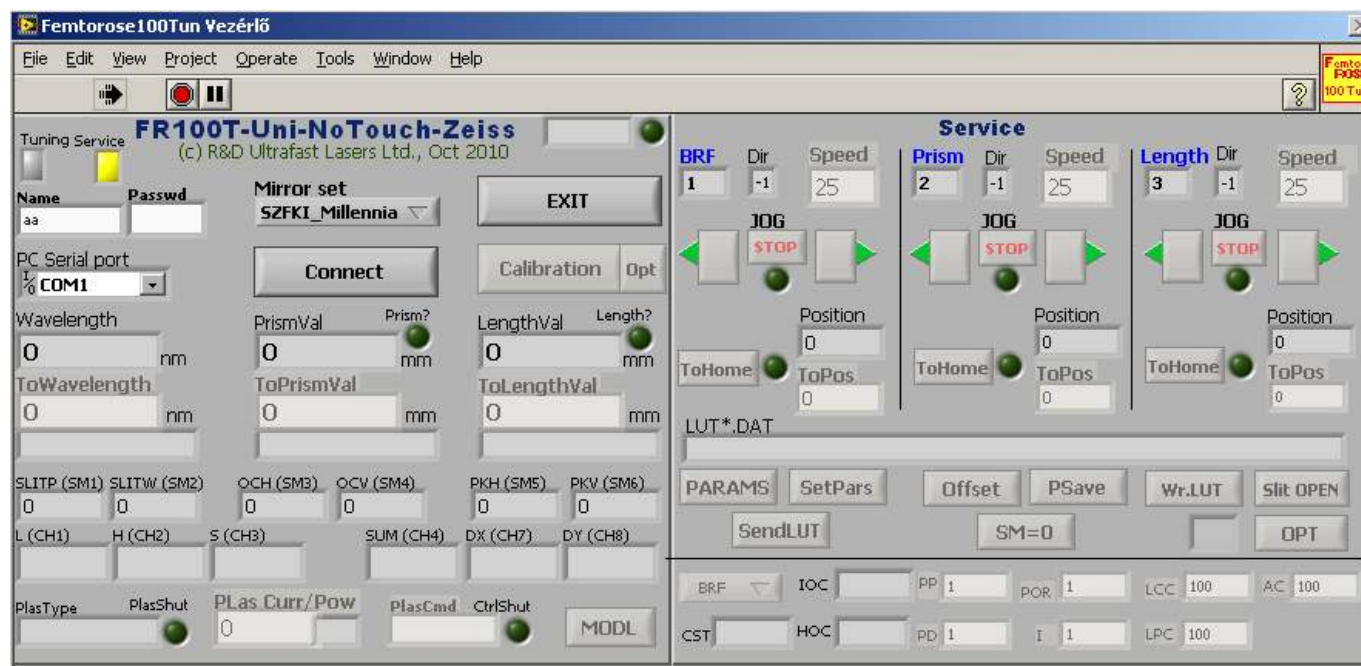 Femtorose100Tun Vezérlő
File Edit View Project Operate Tools Window Help
Femto
ROS
100 Tu
FR100T-Uni-NoTouch-Zeiss
Tuning Service
(c) R&D Ultrafast Lasers Ltd., Oct 2010
Name Passwd
aa
Mirror set
SZFKI_Millennia
EXIT
PC Serial port
I/O COM1
Connect
Calibration Opt
Wavelength PrismVal Prism? LengthVal Length?
0 nm 0 mm 0 mm
ToWavelength ToPrismVal ToLengthVal
0 nm 0 mm 0 mm
SLITP (SM1) SLITW (SM2) OCH (SM3) OCV (SM4) PKH (SM5) PKV (SM6)
0 0 0 0 0 0
L (CH1) H (CH2) S (CH3) SUM (CH4) DX (CH7) DY (CH8)
PlasType PlasShut PLas Curr/Pow PlasCmd CtrlShut
0 MODL
Service
BRF Dir Speed Prism Dir Speed Length Dir Speed
1 -1 25 2 -1 25 3 -1 25
JOG JOG JOG
STOP STOP STOP
Position Position Position
0 0 0
ToHome ToPos ToHome ToPos ToHome ToPos
0 0 0
LUT*.DAT
PARAMS SetPars Offset PSave Wr.LUT Slit OPEN
SendLUT SM=0 OPT
BRF IOC PP 1 POR 1 LCC 100 AC 100
CST HOC PD 1 I 1 LPC 100